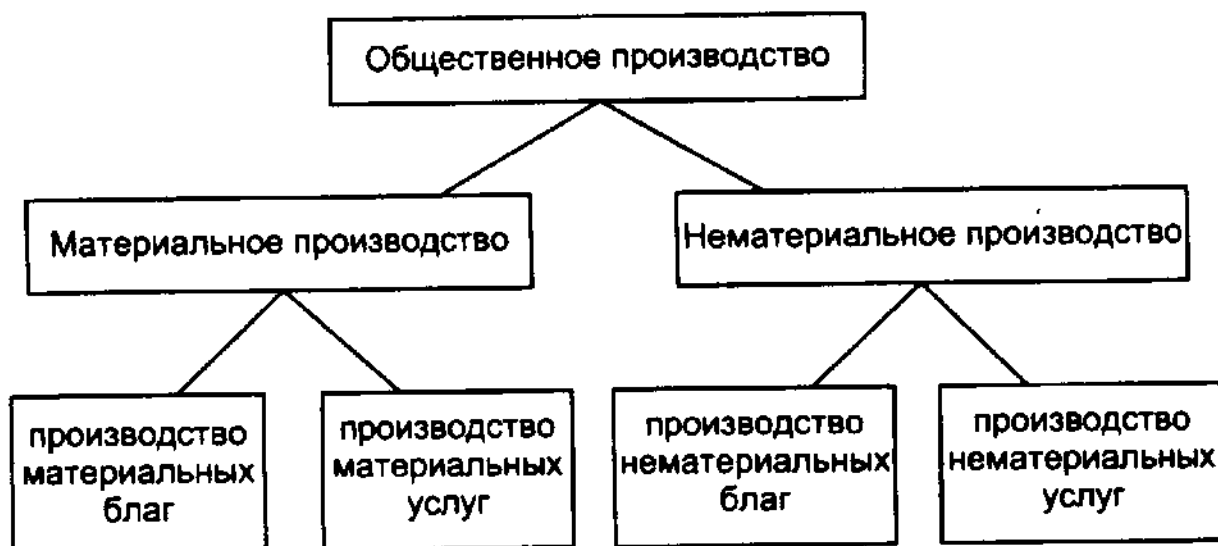 Общественное производство
Материальное производство
Нематериальное производство
производство
материальных
благ
производство
материальных
услуг
производство
нематериальных
благ
производство
нематериальных
услуг